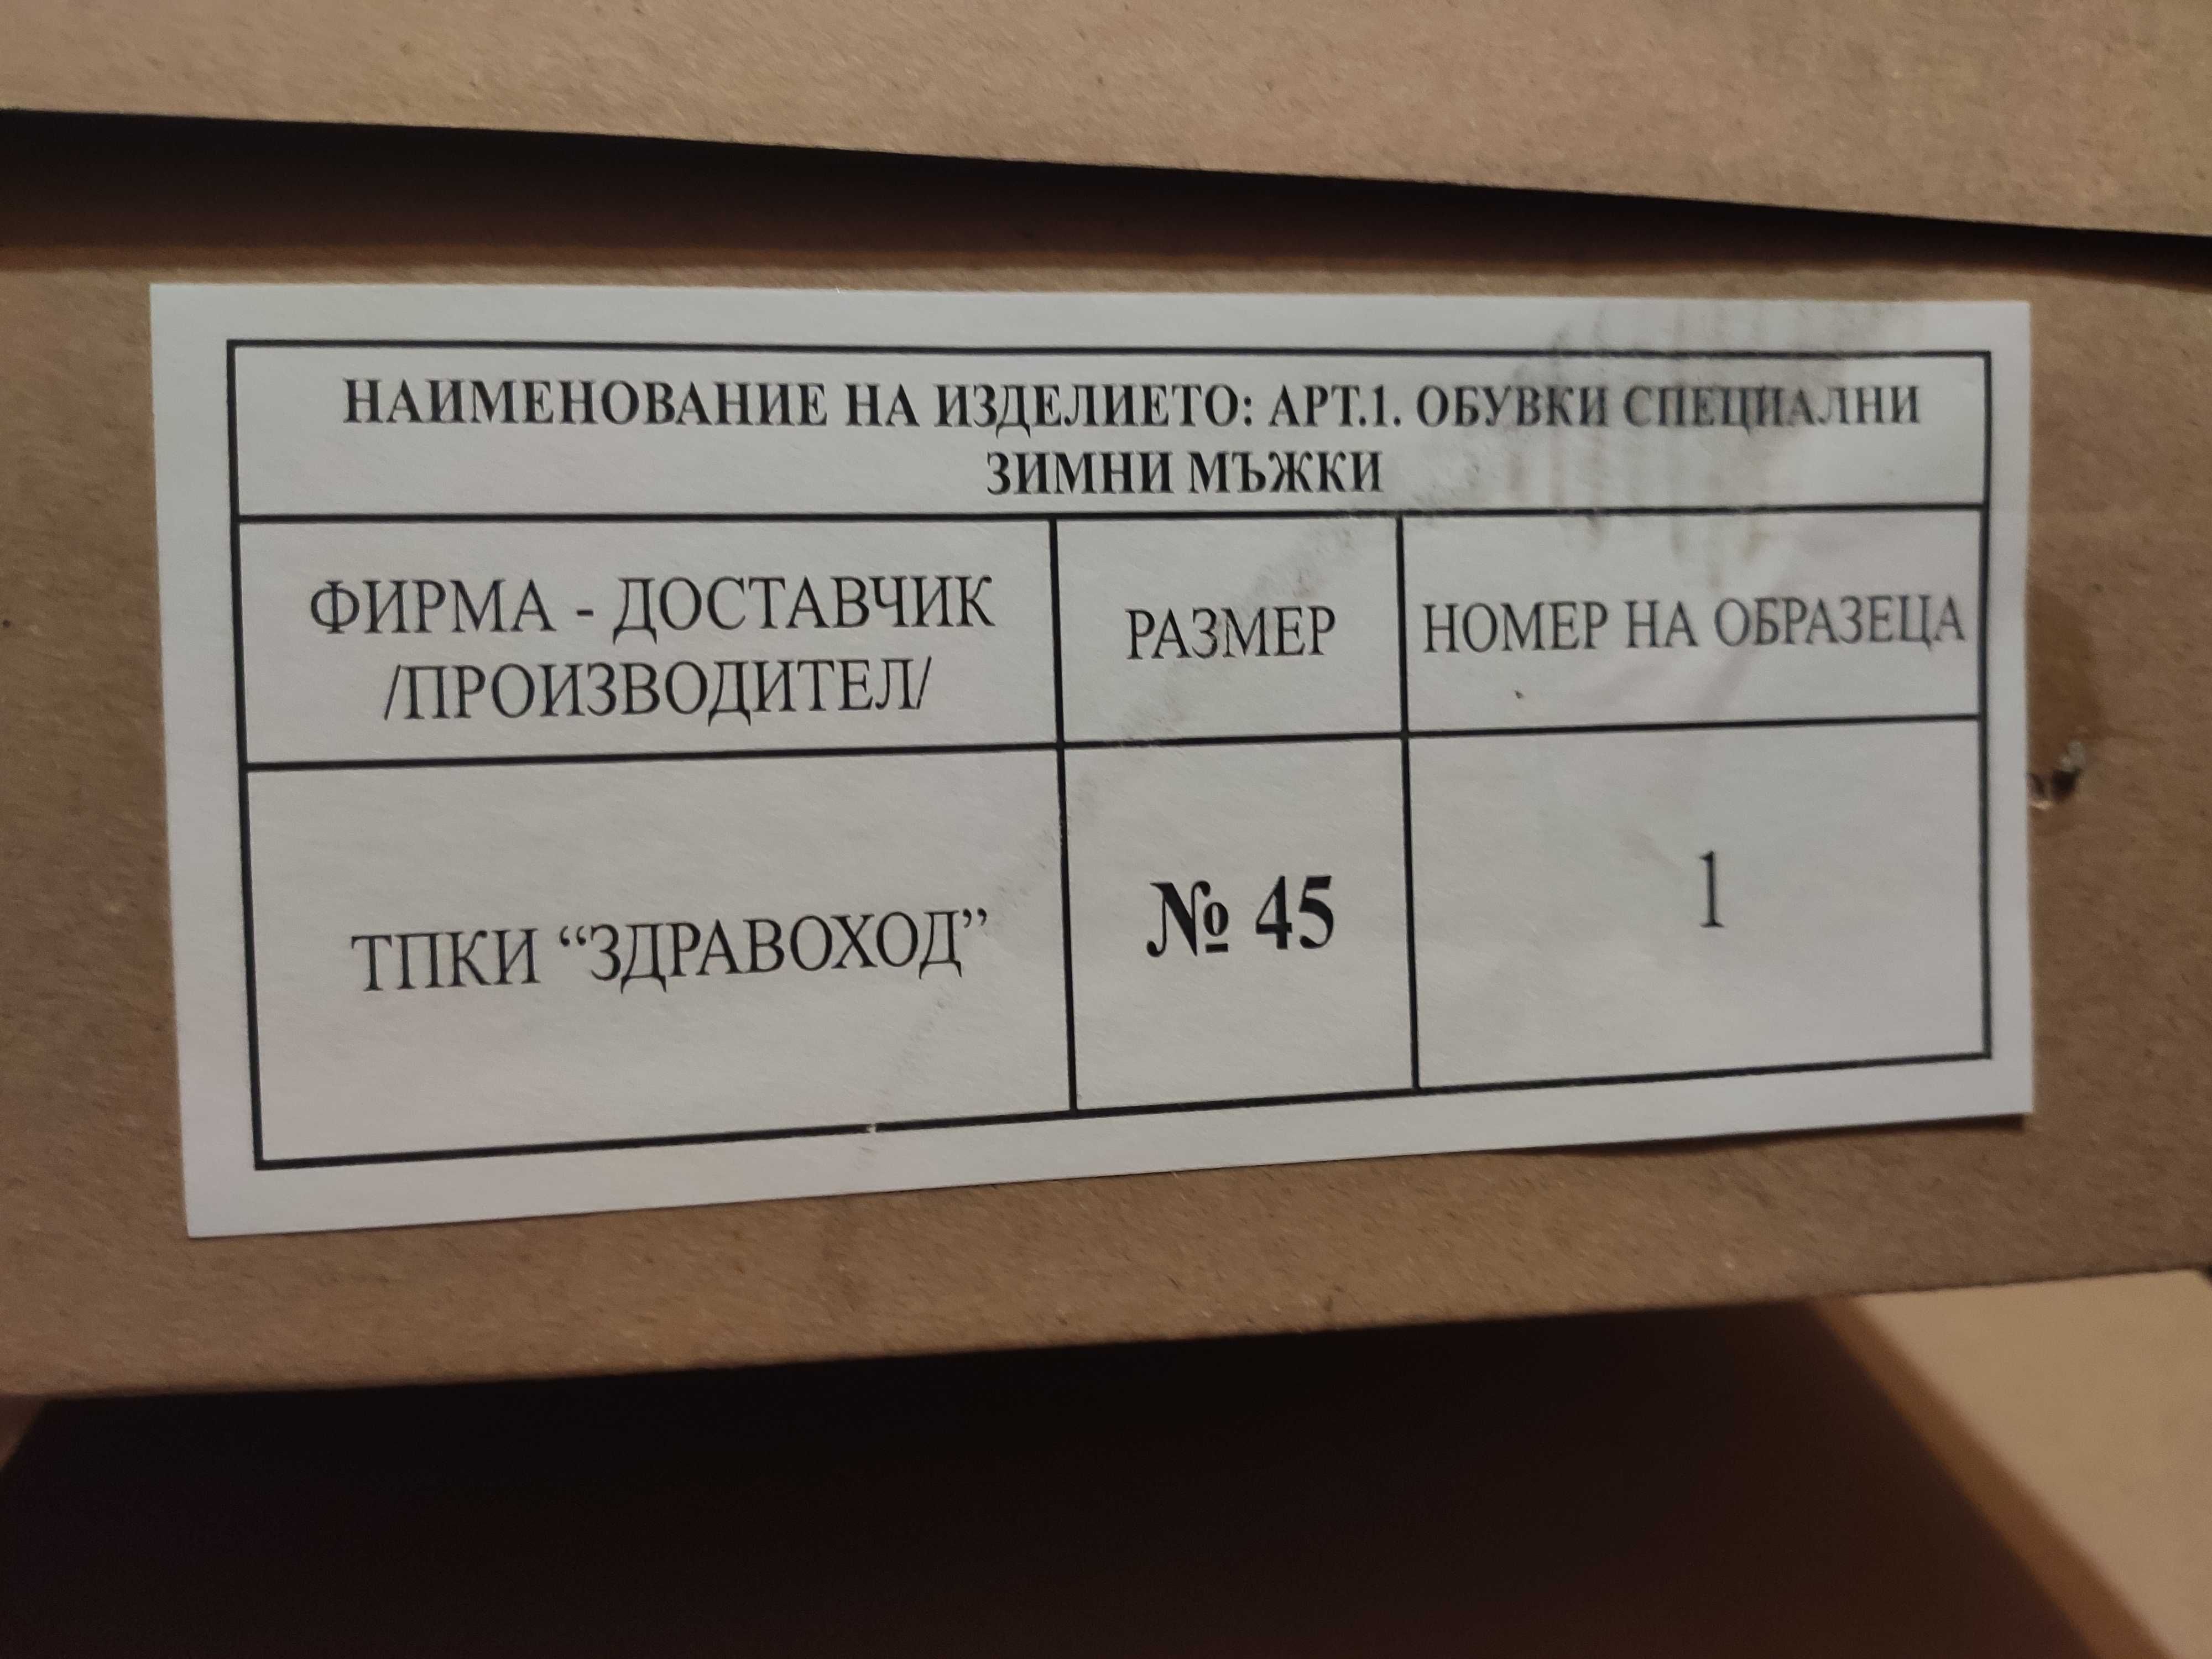 НАИМЕНОВАНИЕ НА ИЗДЕЛИЕТО: АРТ.1. ОБУВКИ СПЕЦИАЛНИ
ЗИМНИ МЪЖКИ
ФИРМА - ДОСТАВЧИК
/ПРОИЗВОДИТЕЛ/
РАЗМЕР
НОМЕР НА ОБРАЗЕЦА
ТПКИ “ЗДРАВОХОД”
№ 45
1